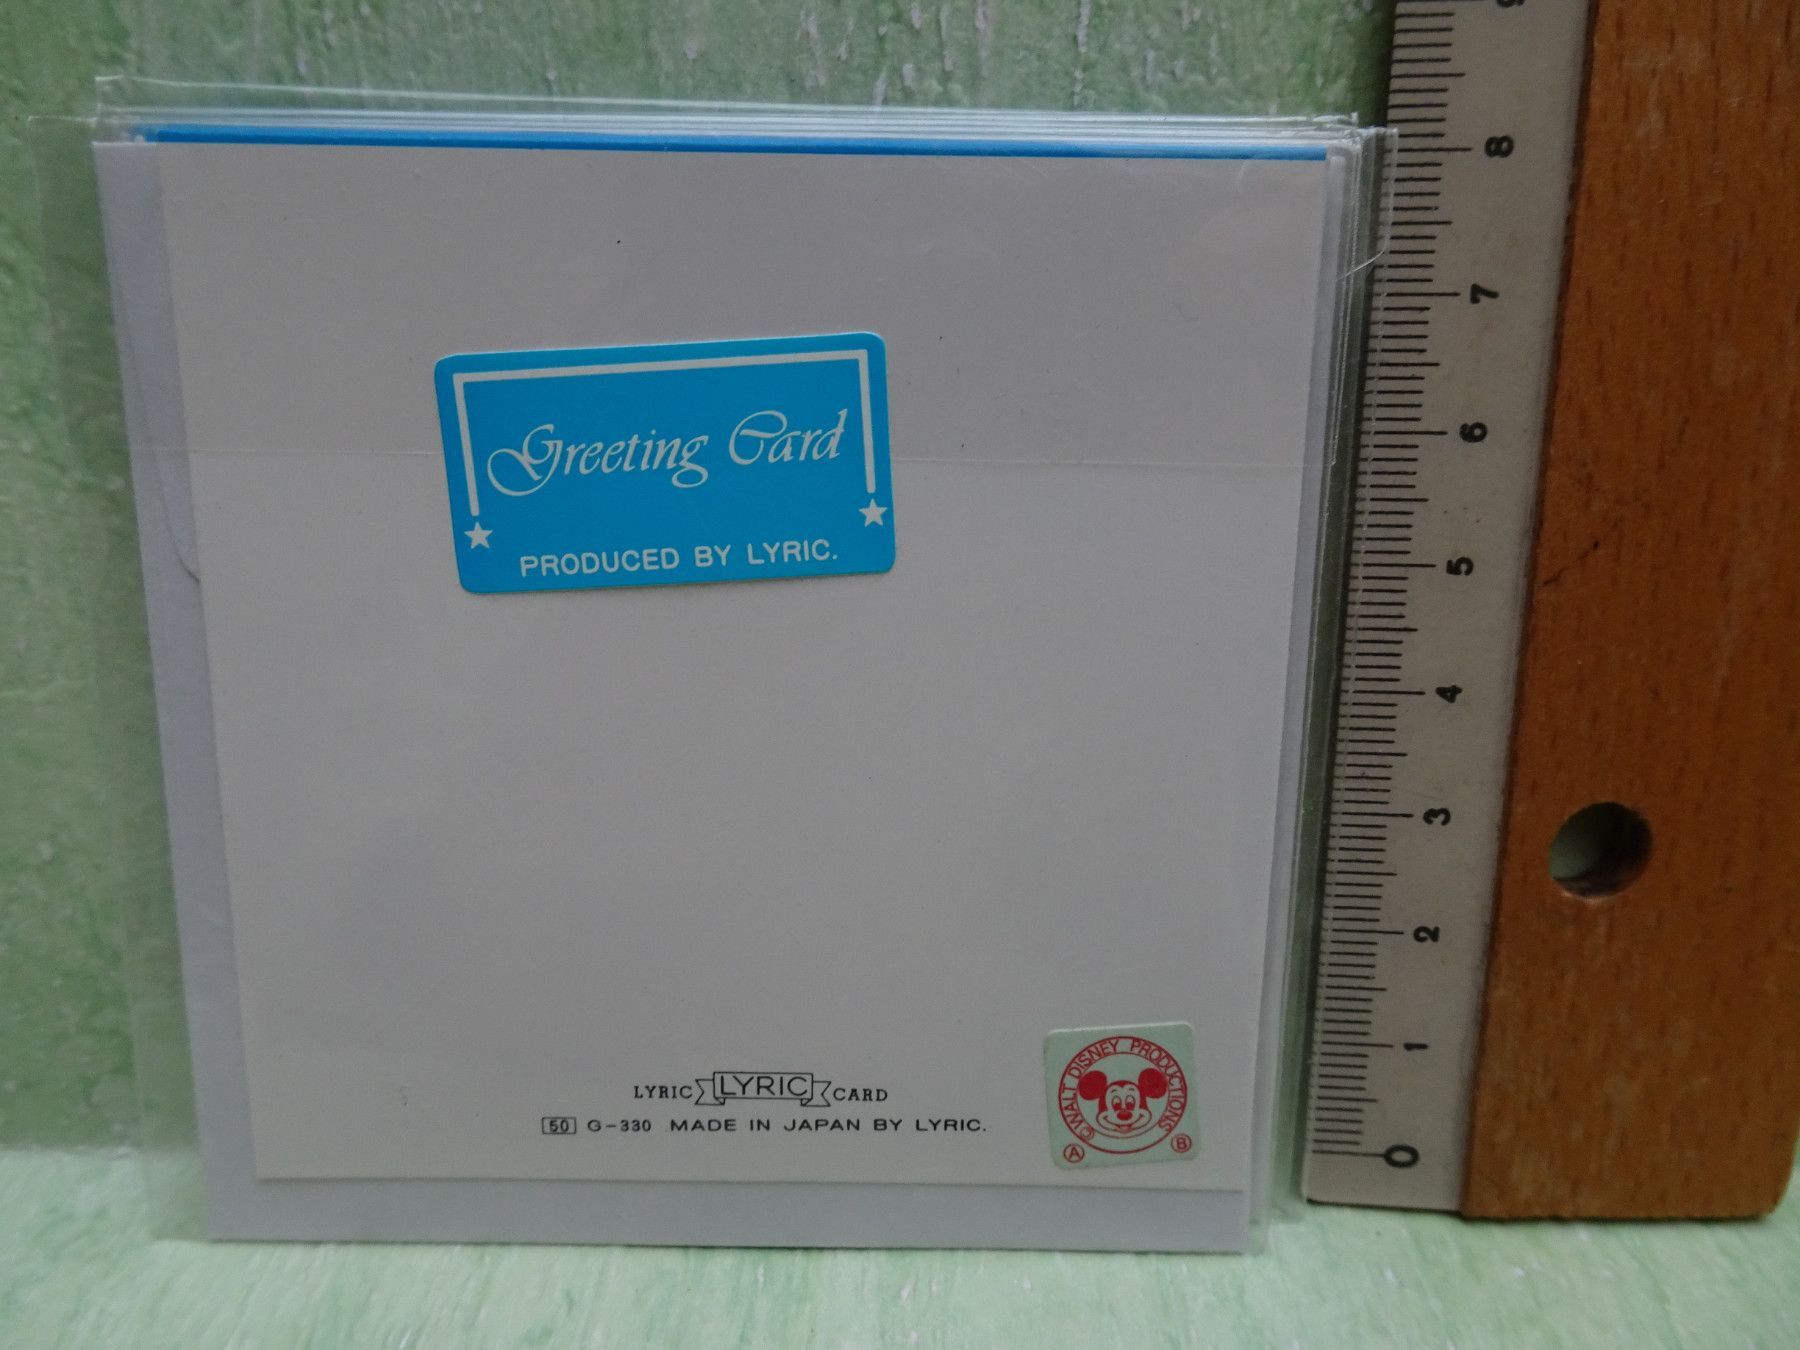 Greeting Card
PRODUCED BY LYRIC.
LYRIC LYRIC CARD
50 G-330 MADE IN JAPAN BY LYRIC.
© WALT DISNEY PRODUCTIONS
A B
9
8
7
6
5
4
3
2
1
0